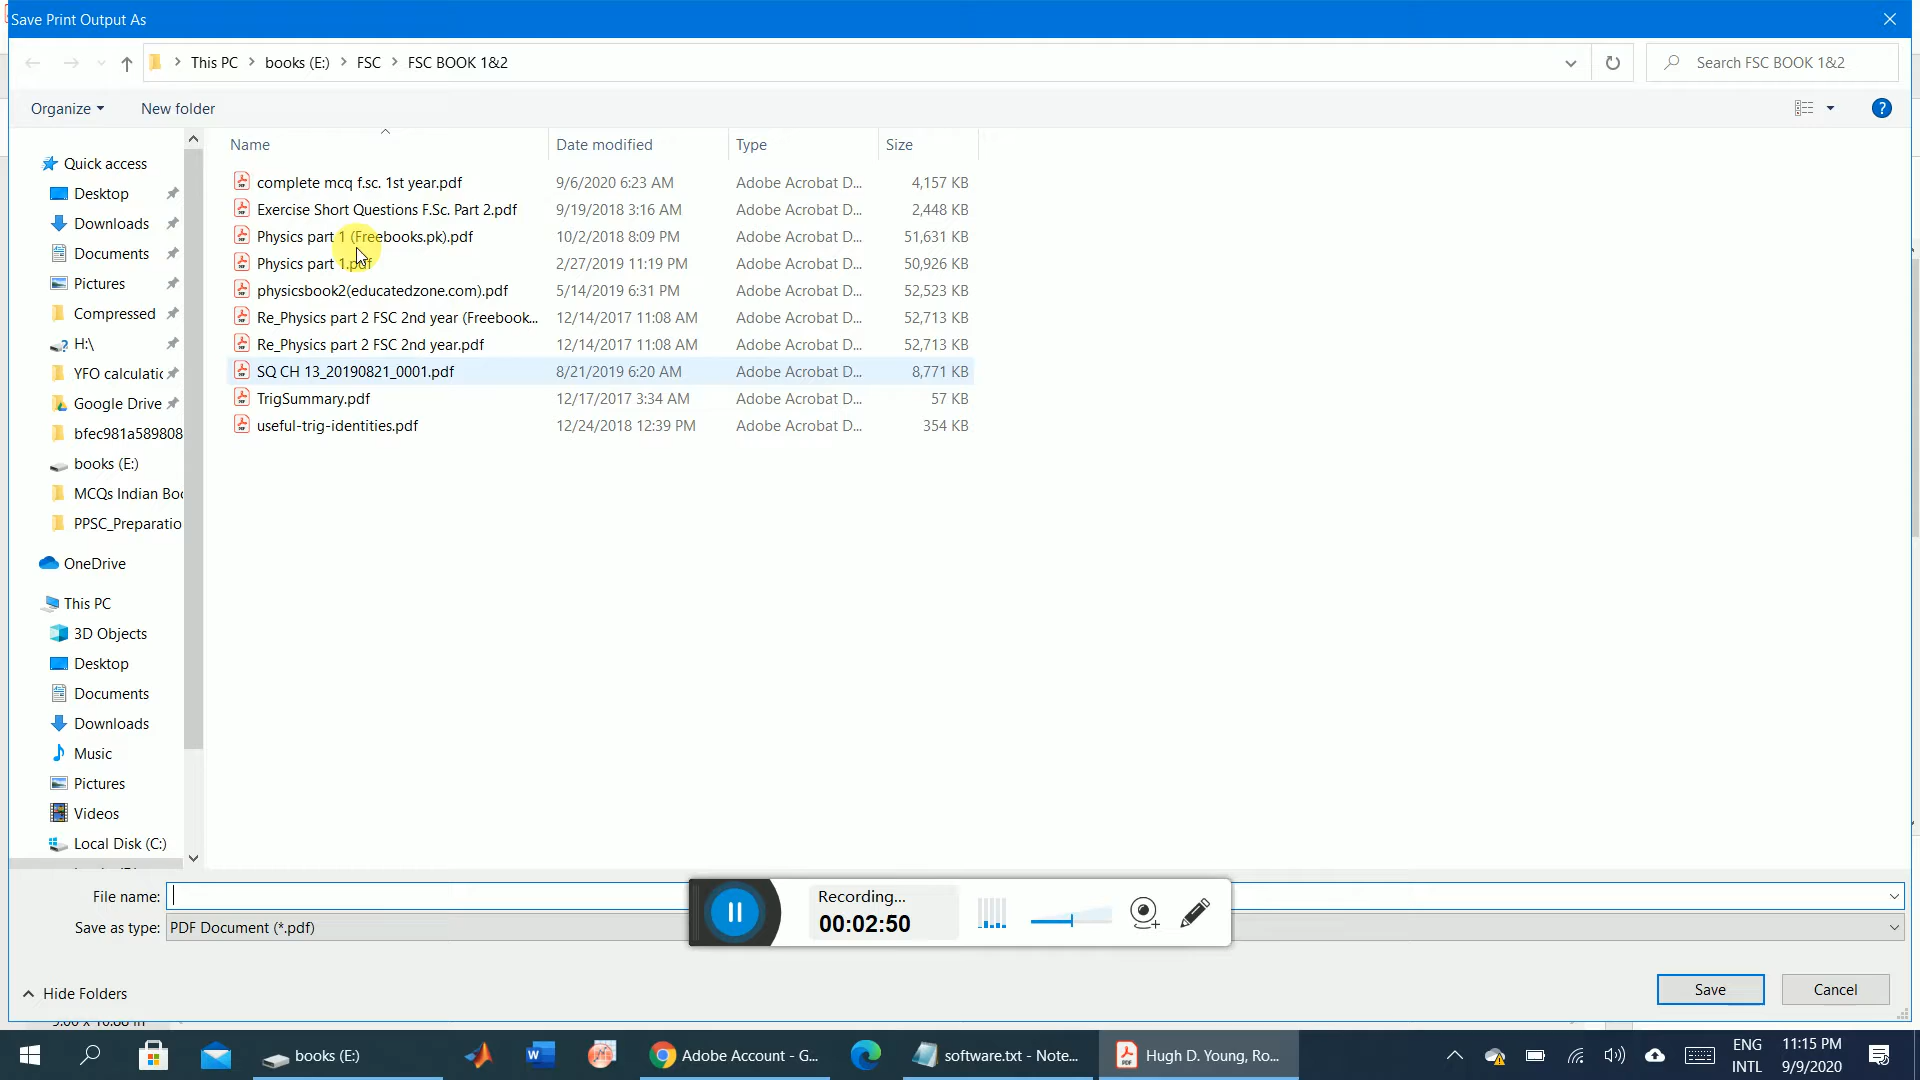 Save Print Output As
This PC
books (E:)
FSC
FSC BOOK 1&2
Search FSC BOOK 1&2
Organize
New folder
Name
Date modified
Type
Size
complete mcq f.sc. 1st year.pdf 9/6/2020 6:23 AM Adobe Acrobat D... 4,157 KB
Exercise Short Questions F.Sc. Part 2.pdf 9/19/2018 3:16 AM Adobe Acrobat D... 2,448 KB
Physics part 1 (Freebooks.pk).pdf 10/2/2018 8:09 PM Adobe Acrobat D... 51,631 KB
Physics part 1.pdf 2/27/2019 11:19 PM Adobe Acrobat D... 50,926 KB
physicsbook2(educatedzone.com).pdf 5/14/2019 6:31 PM Adobe Acrobat D... 52,523 KB
Re_Physics part 2 FSC 2nd year (Freebook... 12/14/2017 11:08 AM Adobe Acrobat D... 52,713 KB
Re_Physics part 2 FSC 2nd year.pdf 12/14/2017 11:08 AM Adobe Acrobat D... 52,713 KB
SQ CH 13_20190821_0001.pdf 8/21/2019 6:20 AM Adobe Acrobat D... 8,771 KB
TrigSummary.pdf 12/17/2017 3:34 AM Adobe Acrobat D... 57 KB
useful-trig-identities.pdf 12/24/2018 12:39 PM Adobe Acrobat D... 354 KB
Quick access
Desktop
Downloads
Documents
Pictures
Compressed
H:\
YFO calculatic
Google Drive
bfec981a589808
books (E:)
MCQs Indian Boo
PPSC_Preparatio
OneDrive
This PC
3D Objects
Desktop
Documents
Downloads
Music
Pictures
Videos
Local Disk (C:)
File name:
Save as type: PDF Document (*.pdf)
Recording...
00:02:50
Hide Folders
Save
Cancel
books (E:)
Adobe Account - G...
software.txt - Note...
Hugh D. Young, Ro...
ENG
INTL
11:15 PM
9/9/2020